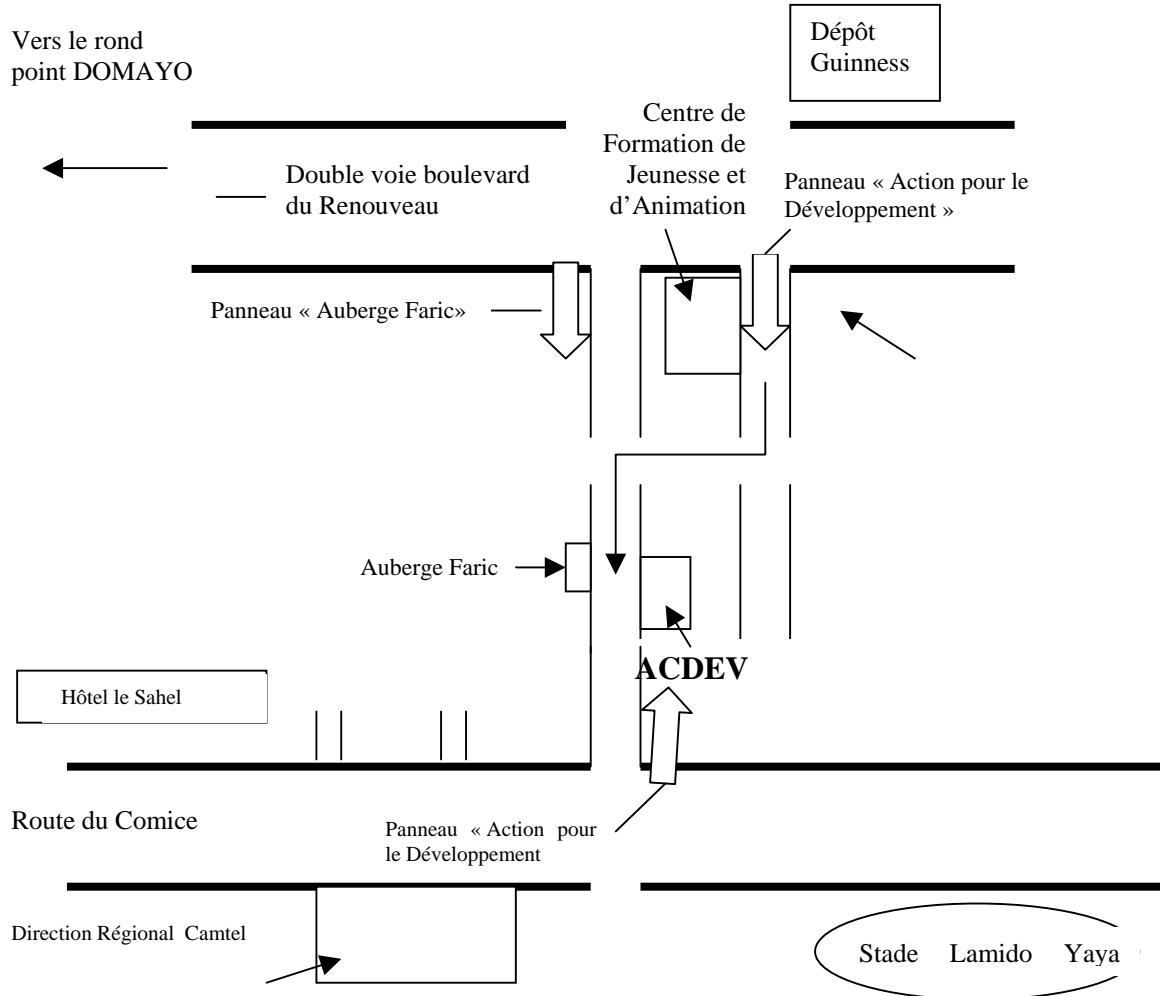 Vers le rond
point DOMAYO
Dépôt
Guinness
Centre de
Formation de
Jeunesse et
d'Animation
Double voie boulevard
du Renouveau
Panneau « Action pour le
Développement »
Panneau « Auberge Faric»
Auberge Faric
ACDEV
Hôtel le Sahel
Route du Comice
Panneau « Action pour
le Développement
Direction Régional Camtel
Stade Lamido Yaya